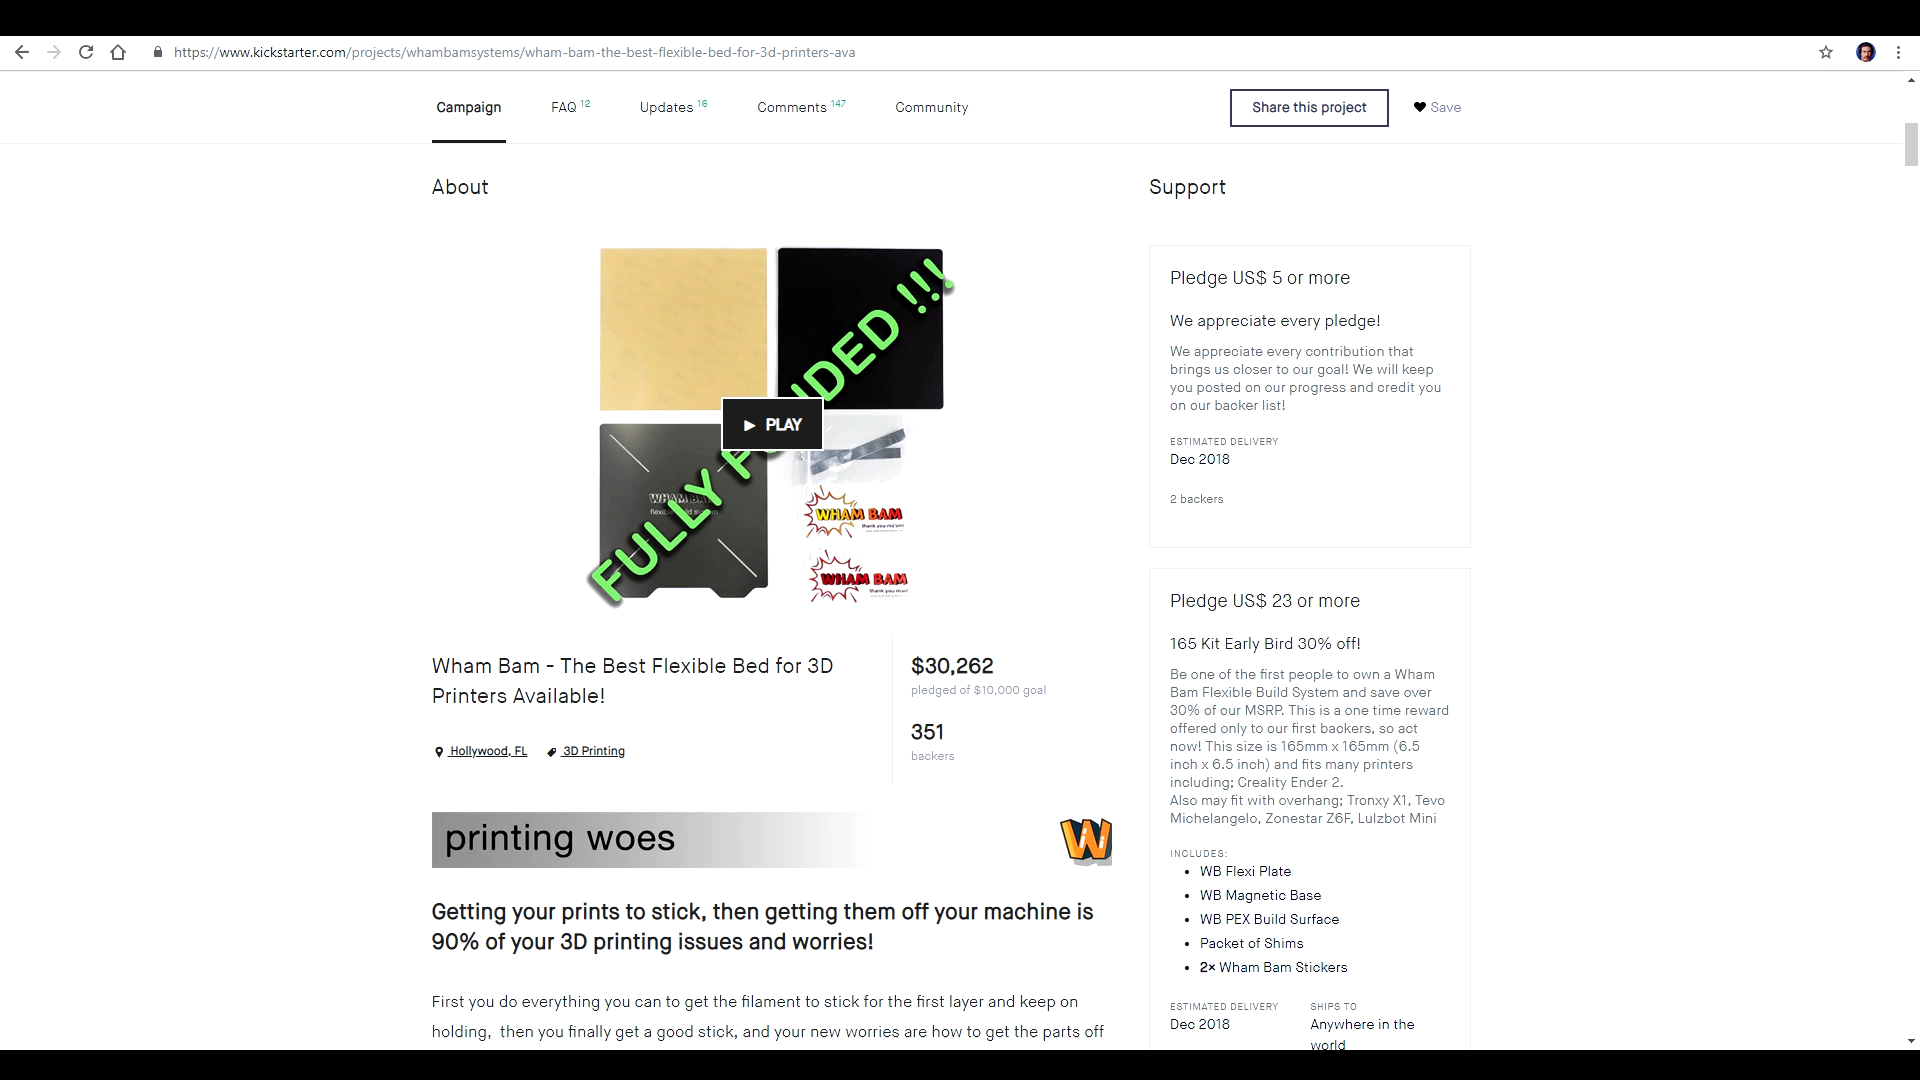 https://www.kickstarter.com/projects/whambamsystems/wham-bam-the-best-flexible-bed-for-3d-printers-ava
Campaign
FAQ 12
Updates 16
Comments 147
Community
Share this project
Save
About
FULLY FUNDED !!!
PLAY
WHAM BAM
WHAM BAM
thank you ma'am!
WHAM BAM
thank you man!
Wham Bam - The Best Flexible Bed for 3D
Printers Available!
Hollywood, FL
3D Printing
$30,262
pledged of $10,000 goal
351
backers
printing woes
W
Getting your prints to stick, then getting them off your machine is
90% of your 3D printing issues and worries!
First you do everything you can to get the filament to stick for the first layer and keep on
holding, then you finally get a good stick, and your new worries are how to get the parts off
Support
Pledge US$ 5 or more
We appreciate every pledge!
We appreciate every contribution that
brings us closer to our goal! We will keep
you posted on our progress and credit you
on our backer list!
ESTIMATED DELIVERY
Dec 2018
2 backers
Pledge US$ 23 or more
165 Kit Early Bird 30% off!
Be one of the first people to own a Wham
Bam Flexible Build System and save over
30% of our MSRP. This is a one time reward
offered only to our first backers, so act
now! This size is 165mm x 165mm (6.5
inch x 6.5 inch) and fits many printers
including; Creality Ender 2.
Also may fit with overhang; Tronxy X1, Tevo
Michelangelo, Zonestar Z6F, Lulzbot Mini
INCLUDES:
• WB Flexi Plate
• WB Magnetic Base
• WB PEX Build Surface
• Packet of Shims
• 2× Wham Bam Stickers
ESTIMATED DELIVERY
Dec 2018
SHIPS TO
Anywhere in the
world